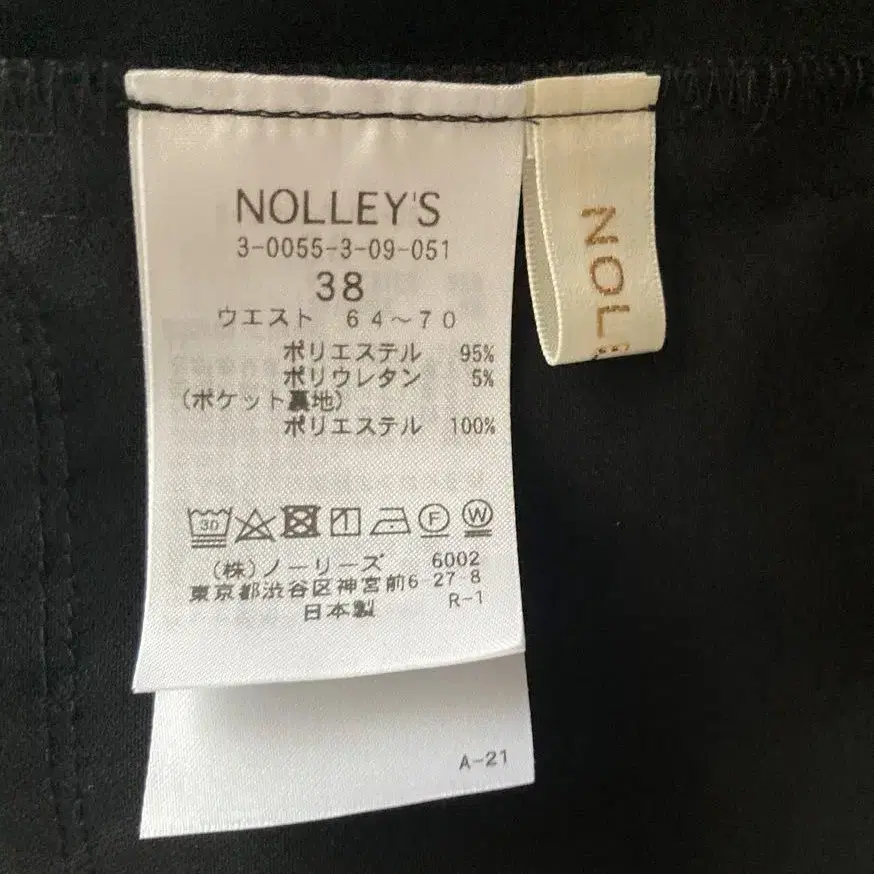 NOLLEY'S
3-0055-3-09-051
38
ウエスト 64～70
ポリエステル 95%
ポリウレタン 5%
(ポケット裏地)
ポリエステル 100%
30
F W
(株)ノーリーズ 6002
東京都渋谷区神宮前6-27-8
日本製 R-1
A-21
NOLL